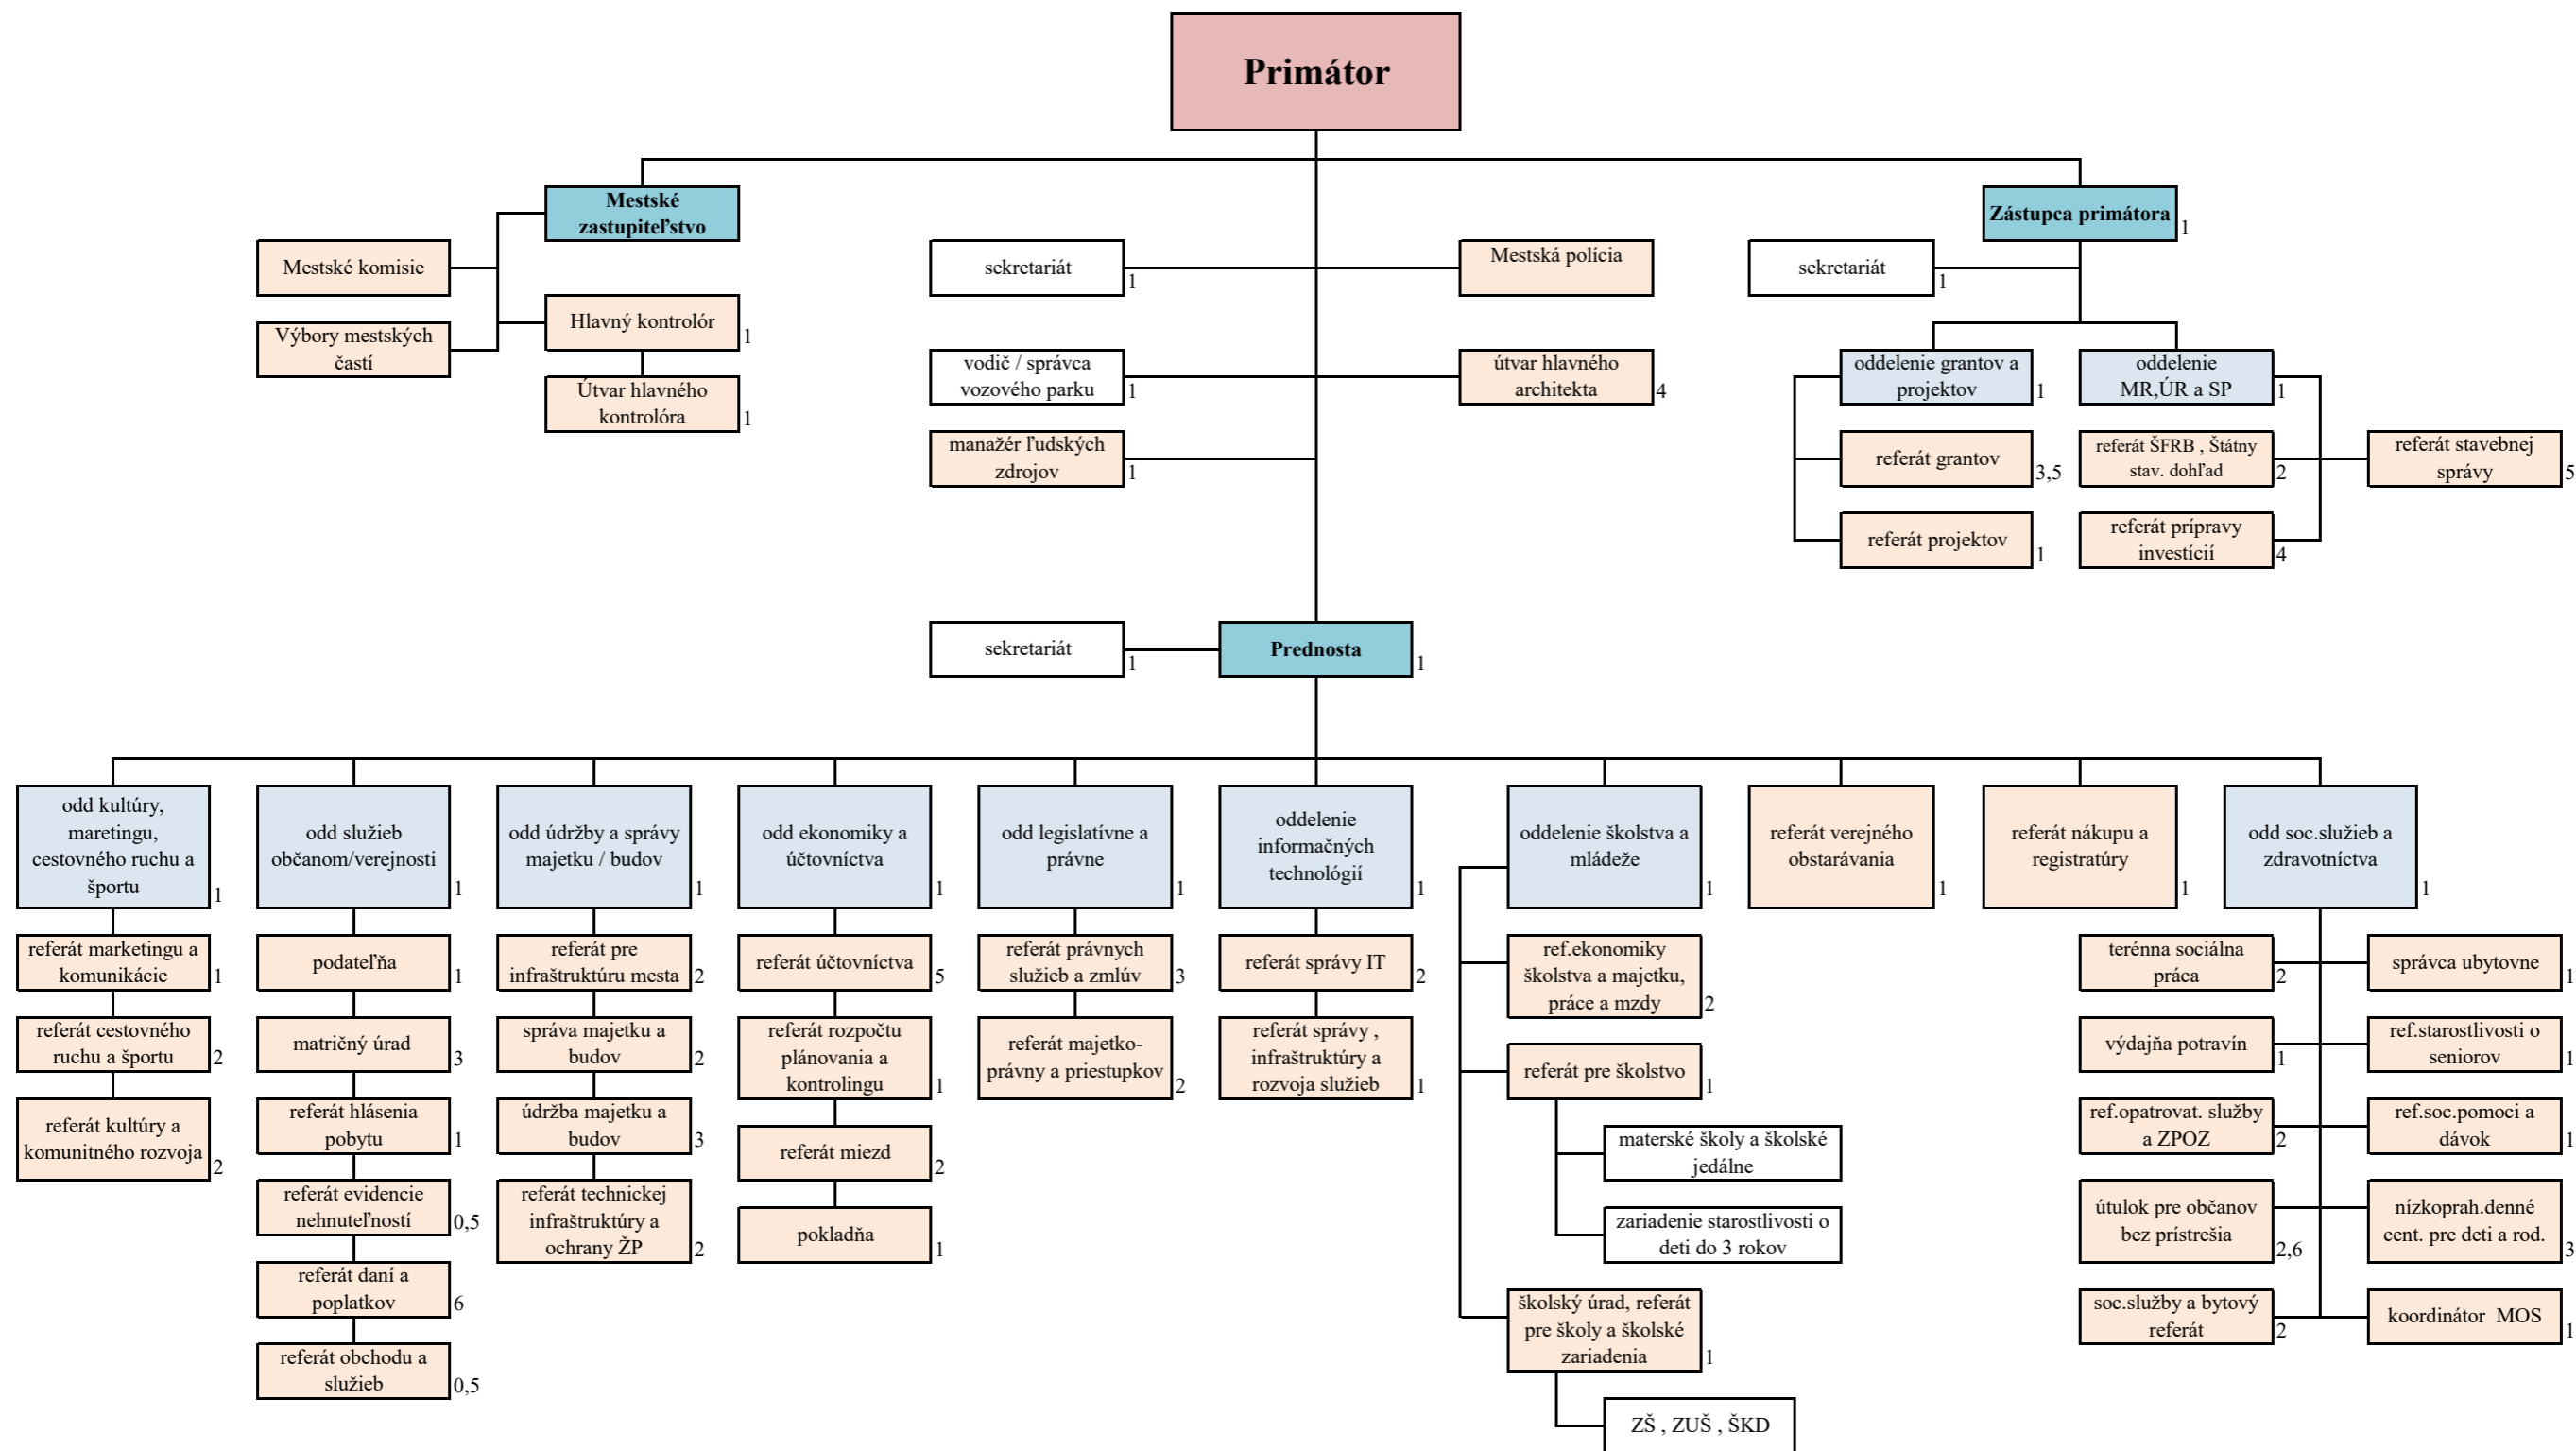 Primátor
Mestské
zastupiteľstvo
Zástupca primátora
1
Mestské komisie
sekretariát
1
Mestská polícia
sekretariát
1
Výbory mestských
častí
Hlavný kontrolór
1
Útvar hlavného
kontrolóra
1
vodič / správca
vozového parku
1
útvar hlavného
architekta
4
manažér ľudských
zdrojov
1
oddelenie grantov a
projektov
1
oddelenie
MR,ÚR a SP
1
referát grantov
3,5
referát ŠFRB , Štátny
stav. dohľad
2
referát stavebnej
správy
5
referát projektov
1
referát prípravy
investícií
4
sekretariát
1
Prednosta
1
odd kultúry,
maretingu,
cestovného ruchu a
športu
1
odd služieb
občanom/verejnosti
1
odd údržby a správy
majetku / budov
1
odd ekonomiky a
účtovníctva
1
odd legislatívne a
právne
1
oddelenie
informačných
technológií
1
oddelenie školstva a
mládeže
1
referát verejného
obstarávania
1
referát nákupu a
registratúry
1
odd soc.služieb a
zdravotníctva
1
referát marketingu a
komunikácie
1
referát cestovného
ruchu a športu
2
referát kultúry a
komunitného rozvoja
2
podateľňa
1
matričný úrad
3
referát hlásenia
pobytu
1
referát evidencie
nehnuteľností
0,5
referát daní a
poplatkov
6
referát obchodu a
služieb
0,5
referát pre
infraštruktúru mesta
2
správa majetku a
budov
2
údržba majetku a
budov
3
referát technickej
infraštruktúry a
ochrany ŽP
2
referát účtovníctva
5
referát rozpočtu
plánovania a
kontrolingu
1
referát miezd
2
pokladňa
1
referát právnych
služieb a zmlúv
3
referát majetko-
právny a priestupkov
2
referát správy IT
2
referát správy ,
infraštruktúry a
rozvoja služieb
1
ref.ekonomiky
školstva a majetku,
práce a mzdy
2
referát pre školstvo
1
materské školy a školské
jedálne
zariadenie starostlivosti o
deti do 3 rokov
školský úrad, referát
pre školy a školské
zariadenia
1
ZŠ , ZUŠ , ŠKD
terénna sociálna
práca
2
správca ubytovne
1
výdajňa potravín
1
ref.starostlivosti o
seniorov
1
ref.opatrovat. služby
a ZPOZ
2
ref.soc.pomoci a
dávok
1
útulok pre občanov
bez prístrešia
2,6
nízkoprah.denné
cent. pre deti a rod.
3
soc.služby a bytový
referát
2
koordinátor  MOS
1